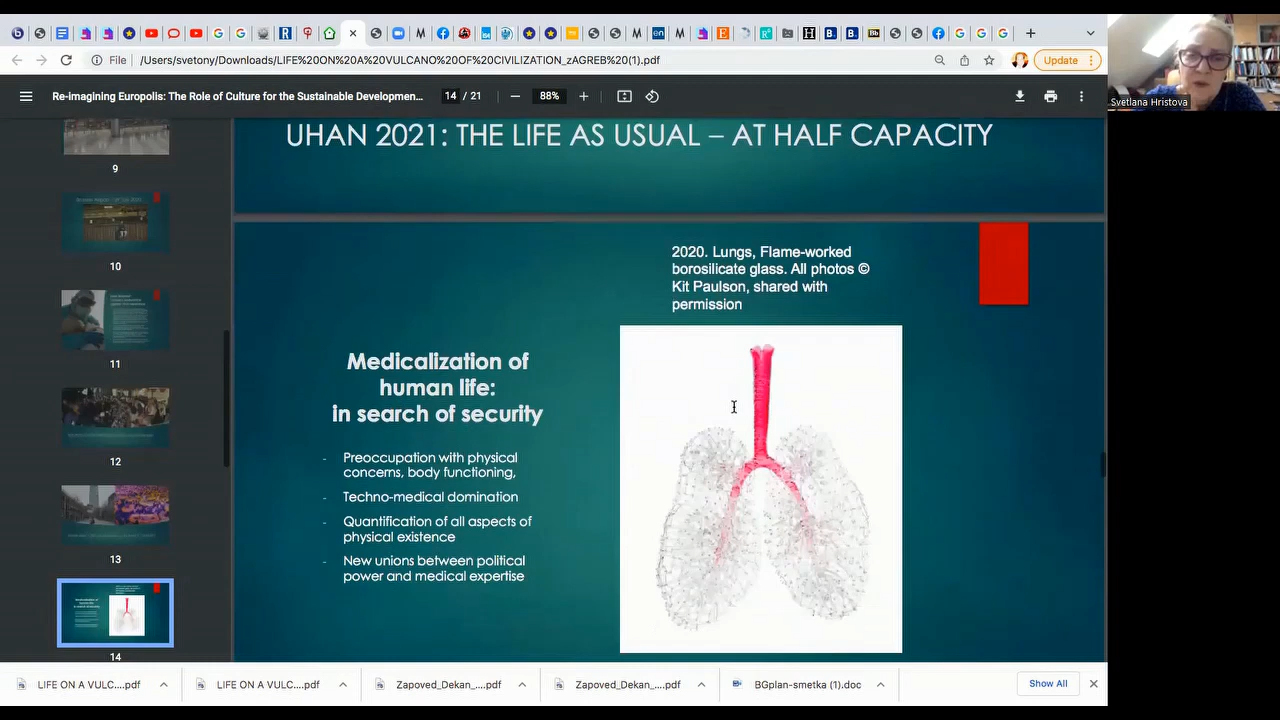 File
/Users/svetony/Downloads/LIFE%20ON%20A%20VULCANO%20OF%20CIVILIZATION_zAGREB%20(1).pdf
Update
Svetlana Hristova
Re-imagining Europolis: The Role of Culture for the Sustainable Developmen...
14 / 21
88%
9
10
11
12
13
14
UHAN 2021: THE LIFE AS USUAL – AT HALF CAPACITY
2020. Lungs, Flame-worked
borosilicate glass. All photos ©
Kit Paulson, shared with
permission
Medicalization of
human life:
in search of security
- Preoccupation with physical
concerns, body functioning,
- Techno-medical domination
- Quantification of all aspects of
physical existence
- New unions between political
power and medical expertise
LIFE ON A VULC....pdf
LIFE ON A VULC....pdf
Zapoved_Dekan_....pdf
Zapoved_Dekan_....pdf
BGplan-smetka (1).doc
Show All